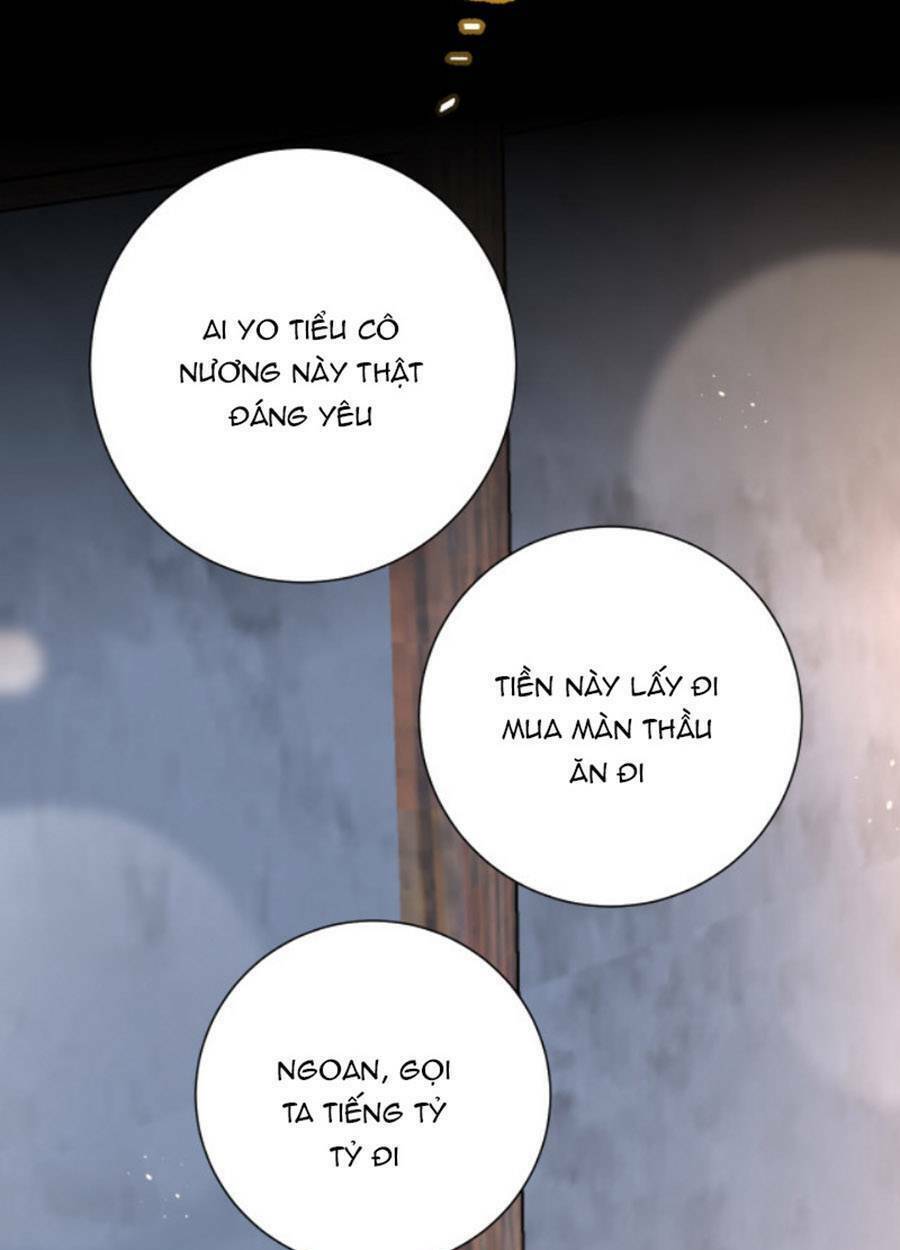 AI YO TIỂU CÔ
NƯƠNG NÀY THẬT
ĐÁNG YÊU
TIỀN NÀY LẤY ĐI
MUA MÀN THẦU
ĂN ĐI
NGOAN, GỌI
TA TIẾNG TỶ
TỶ ĐI